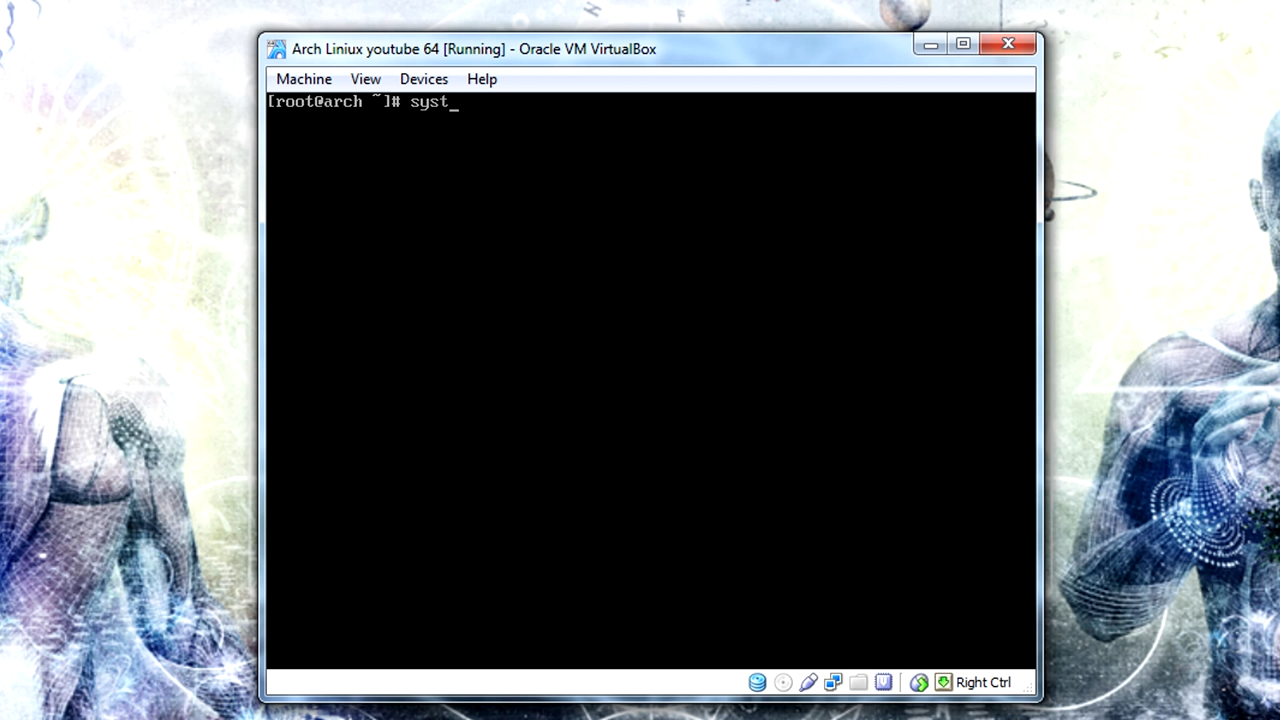 Arch Liniux youtube 64 [Running] - Oracle VM VirtualBox
Machine View Devices Help
[root@arch ~]# syst_
Right Ctrl